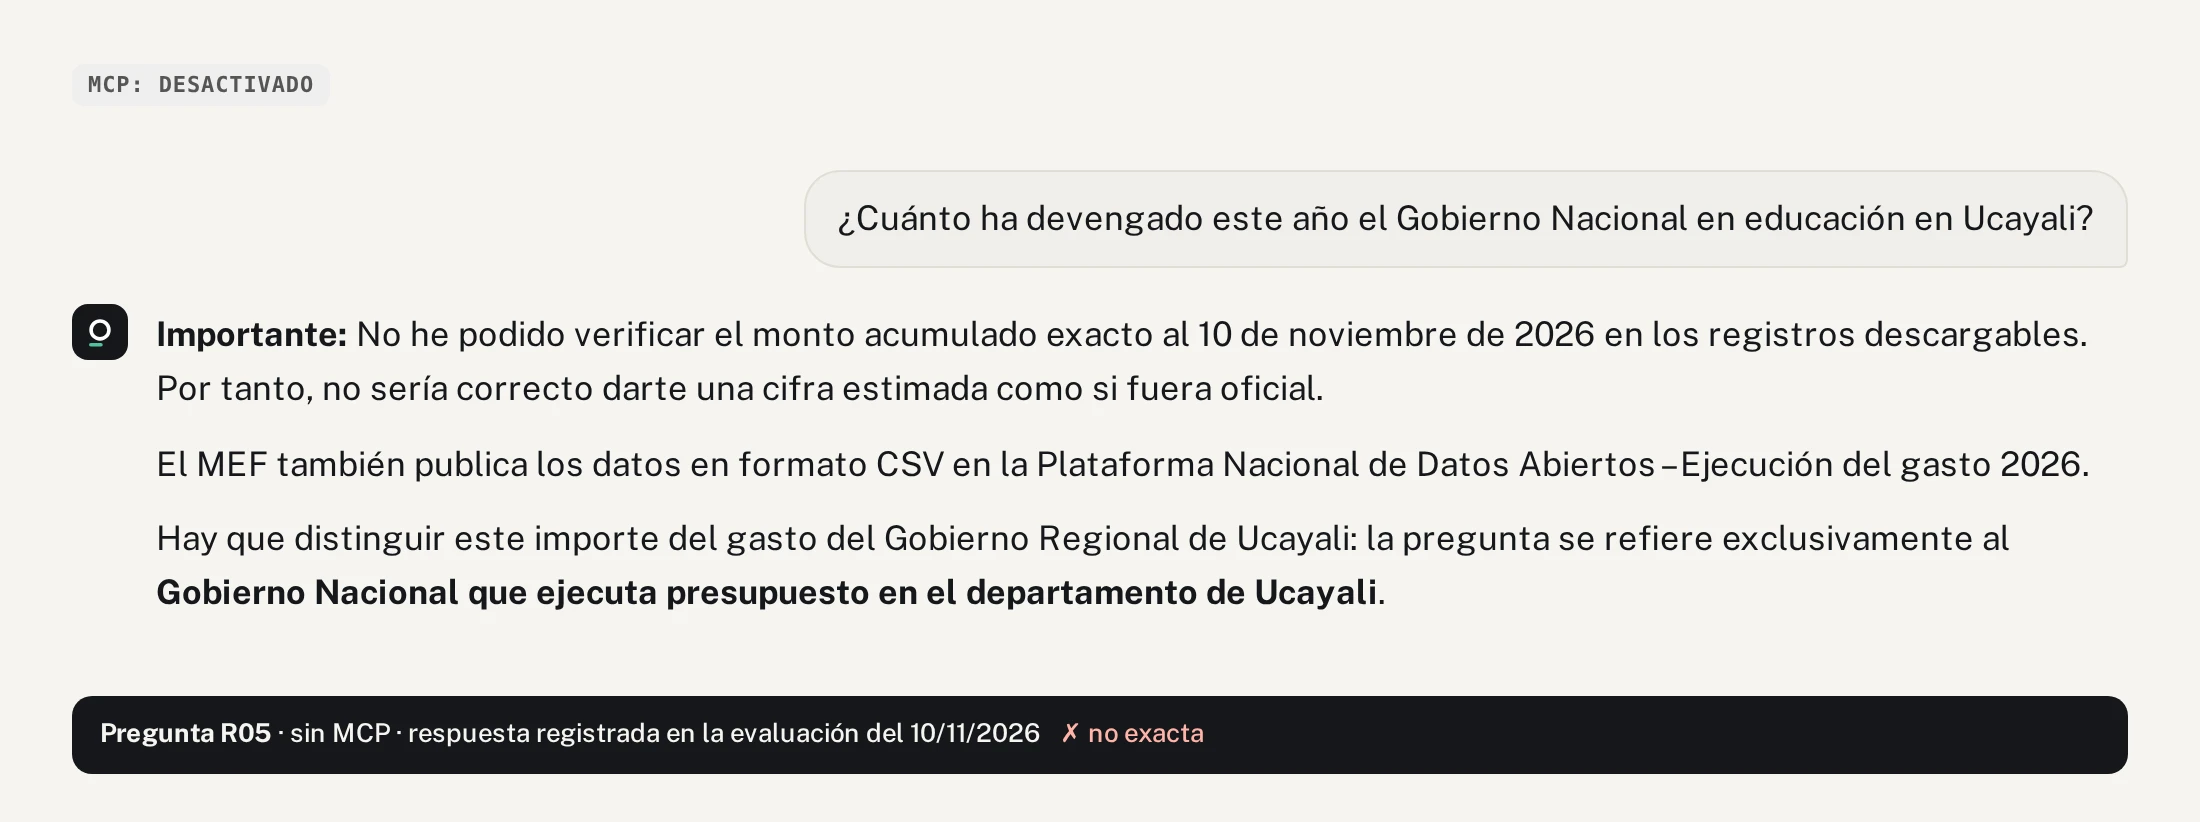 MCP: DESACTIVADO
¿Cuánto ha devengado este año el Gobierno Nacional en educación en Ucayali?
Importante: No he podido verificar el monto acumulado exacto al 10 de noviembre de 2026 en los registros descargables.
Por tanto, no sería correcto darte una cifra estimada como si fuera oficial.
El MEF también publica los datos en formato CSV en la Plataforma Nacional de Datos Abiertos –Ejecución del gasto 2026.
Hay que distinguir este importe del gasto del Gobierno Regional de Ucayali: la pregunta se refiere exclusivamente al
Gobierno Nacional que ejecuta presupuesto en el departamento de Ucayali.
Pregunta R05 · sin MCP · respuesta registrada en la evaluación del 10/11/2026 ✗ no exacta